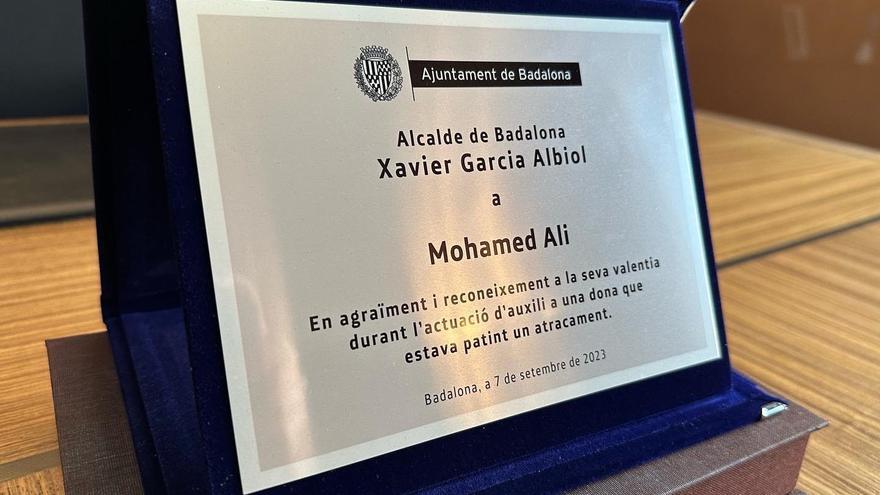 Ajuntament de Badalona
Alcalde de Badalona
Xavier Garcia Albiol
a
Mohamed Ali
En agraïment i reconeixement a la seva valentia
durant l'actuació d'auxili a una dona que
estava patint un atracament.
Badalona, a 7 de setembre de 2023